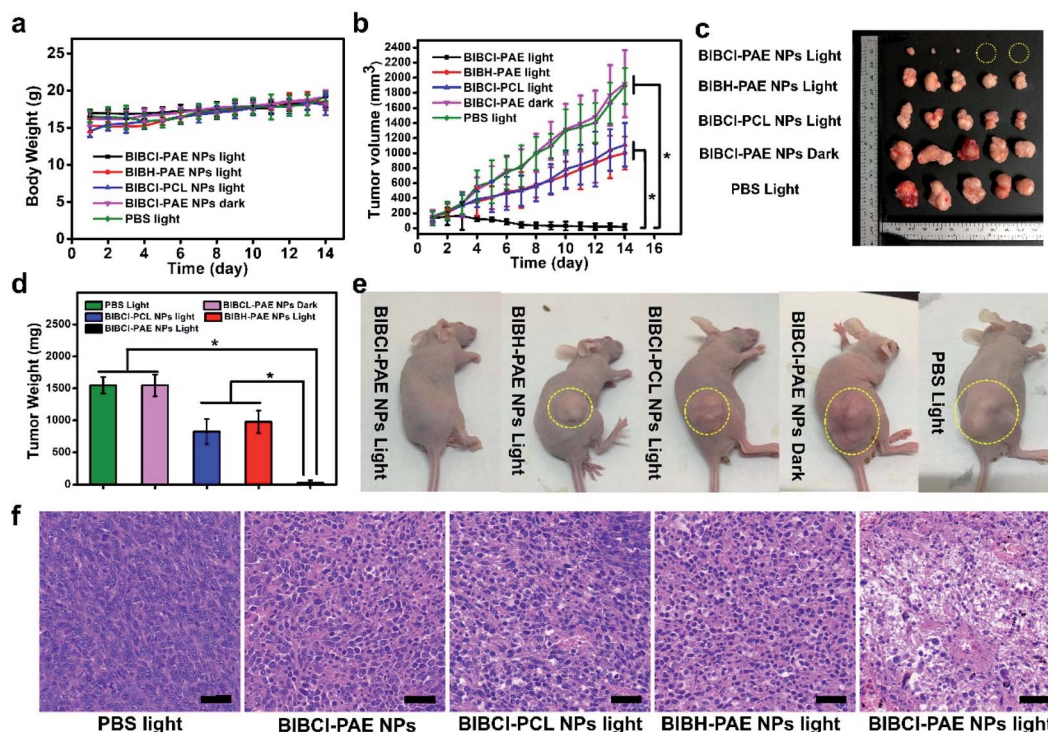 a
Body Weight (g)
25
20
15
10
5
0
BIBCl-PAE NPs light
BIBH-PAE NPs light
BIBCl-PCL NPs light
BIBCl-PAE NPs dark
PBS light
0 2 4 6 8 10 12 14
Time (day)
b
Tumor volume (mm³)
2400
2200
2000
1800
1600
1400
1200
1000
800
600
400
200
0
BIBCl-PAE light
BIBH-PAE light
BIBCl-PCL light
BIBCl-PAE dark
PBS light
*
*
0 2 4 6 8 10 12 14 16
Time (day)
c
BIBCl-PAE NPs Light
BIBH-PAE NPs Light
BIBCl-PCL NPs Light
BIBCl-PAE NPs Dark
PBS Light
d
Tumor Weight (mg)
2500
2000
1500
1000
500
0
PBS Light
BIBCL-PAE NPs Dark
BIBCl-PCL NPs light
BIBH-PAE NPs Light
BIBCl-PAE NPs Light
*
*
e
BIBCl-PAE NPs Light
BIBH-PAE NPs Light
BIBCl-PCL NPs Light
BIBCl-PAE NPs Dark
PBS Light
f
PBS light
BIBCl-PAE NPs
BIBCl-PCL NPs light
BIBH-PAE NPs light
BIBCl-PAE NPs light